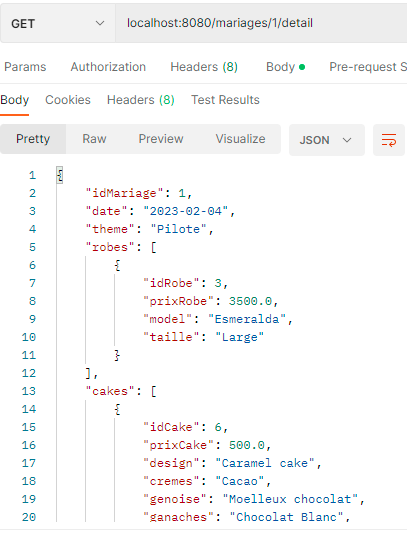 GET localhost:8080/mariages/1/detail
Params Authorization Headers (8) Body Pre-request S
Body Cookies Headers (8) Test Results
Pretty Raw Preview Visualize JSON
1 {
2 "idMariage": 1,
3 "date": "2023-02-04",
4 "theme": "Pilote",
5 "robes": [
6 {
7 "idRobe": 3,
8 "prixRobe": 3500.0,
9 "model": "Esmeralda",
10 "taille": "Large"
11 }
12 ],
13 "cakes": [
14 {
15 "idCake": 6,
16 "prixCake": 500.0,
17 "design": "Caramel cake",
18 "cremes": "Cacao",
19 "genoise": "Moelleux chocolat",
20 "ganaches": "Chocolat Blanc",